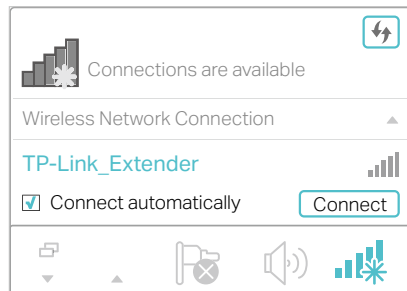 Connections are available
Wireless Network Connection
TP-Link_Extender
Connect automatically
Connect